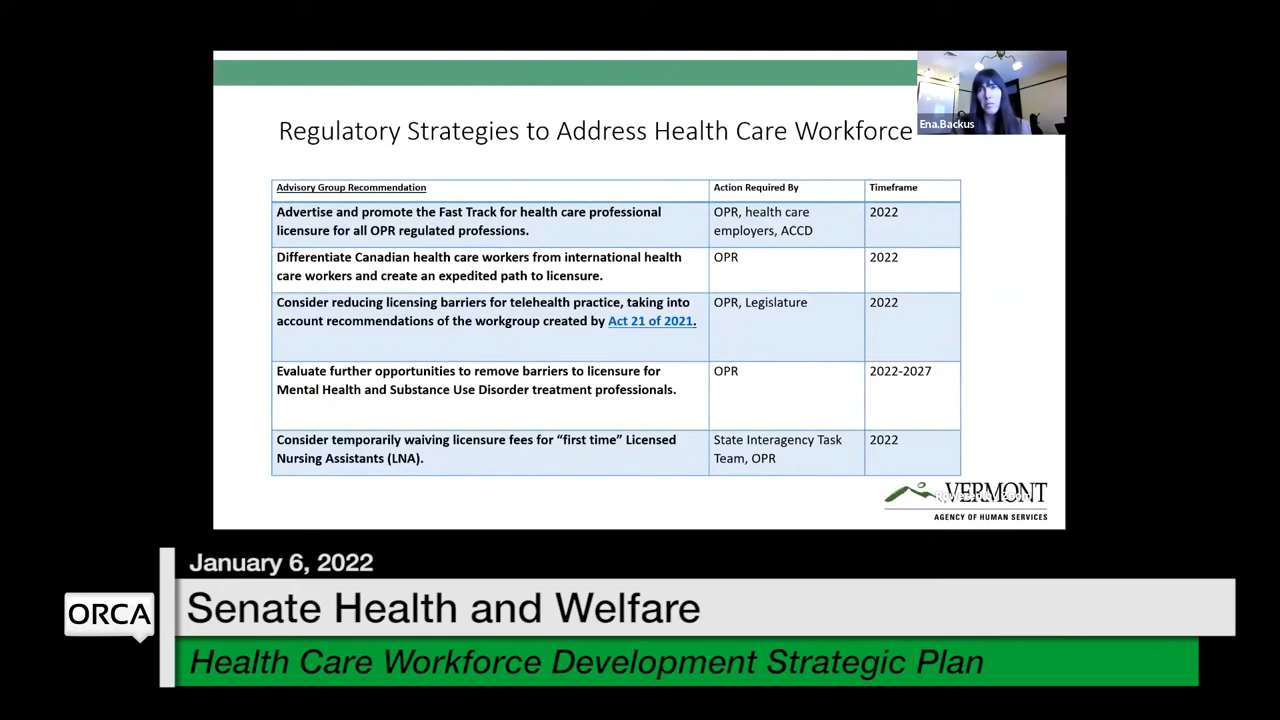 Ena.Backus
Regulatory Strategies to Address Health Care Workforce
Advisory Group Recommendation
Action Required By
Timeframe
Advertise and promote the Fast Track for health care professional
licensure for all OPR regulated professions.
OPR, health care
employers, ACCD
2022
Differentiate Canadian health care workers from international health
care workers and create an expedited path to licensure.
OPR
2022
Consider reducing licensing barriers for telehealth practice, taking into
account recommendations of the workgroup created by Act 21 of 2021.
OPR, Legislature
2022
Evaluate further opportunities to remove barriers to licensure for
Mental Health and Substance Use Disorder treatment professionals.
OPR
2022-2027
Consider temporarily waiving licensure fees for “first time” Licensed
Nursing Assistants (LNA).
State Interagency Task
Team, OPR
2022
VERMONT
AGENCY OF HUMAN SERVICES
January 6, 2022
ORCA
Senate Health and Welfare
Health Care Workforce Development Strategic Plan